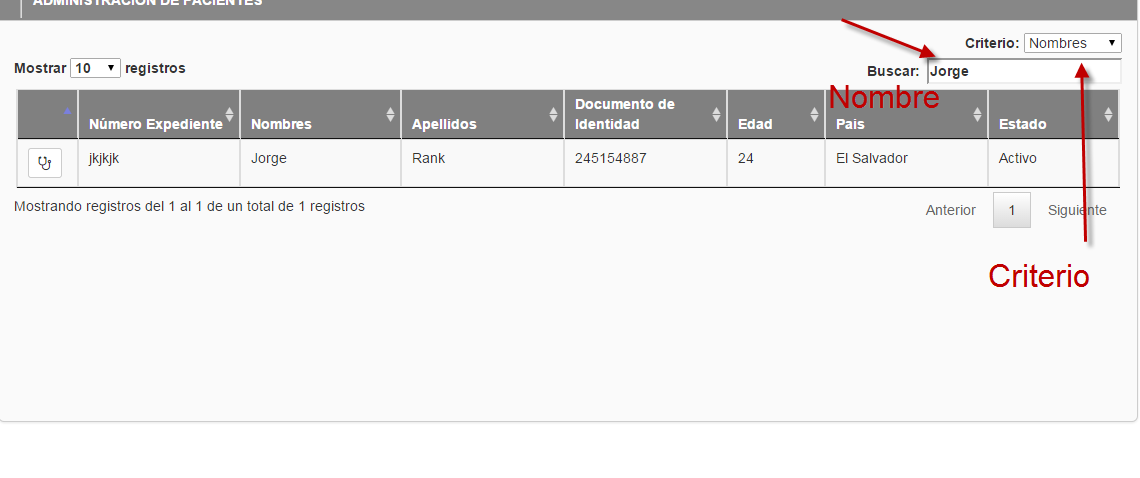 ADMINISTRACIÓN DE PACIENTES
Criterio: Nombres
Mostrar 10 registros
Buscar: Jorge
Nombre
Número Expediente Nombres Apellidos Documento de Identidad Edad País Estado
jkjkjk Jorge Rank 245154887 24 El Salvador Activo
Mostrando registros del 1 al 1 de un total de 1 registros
Anterior 1 Siguiente
Criterio